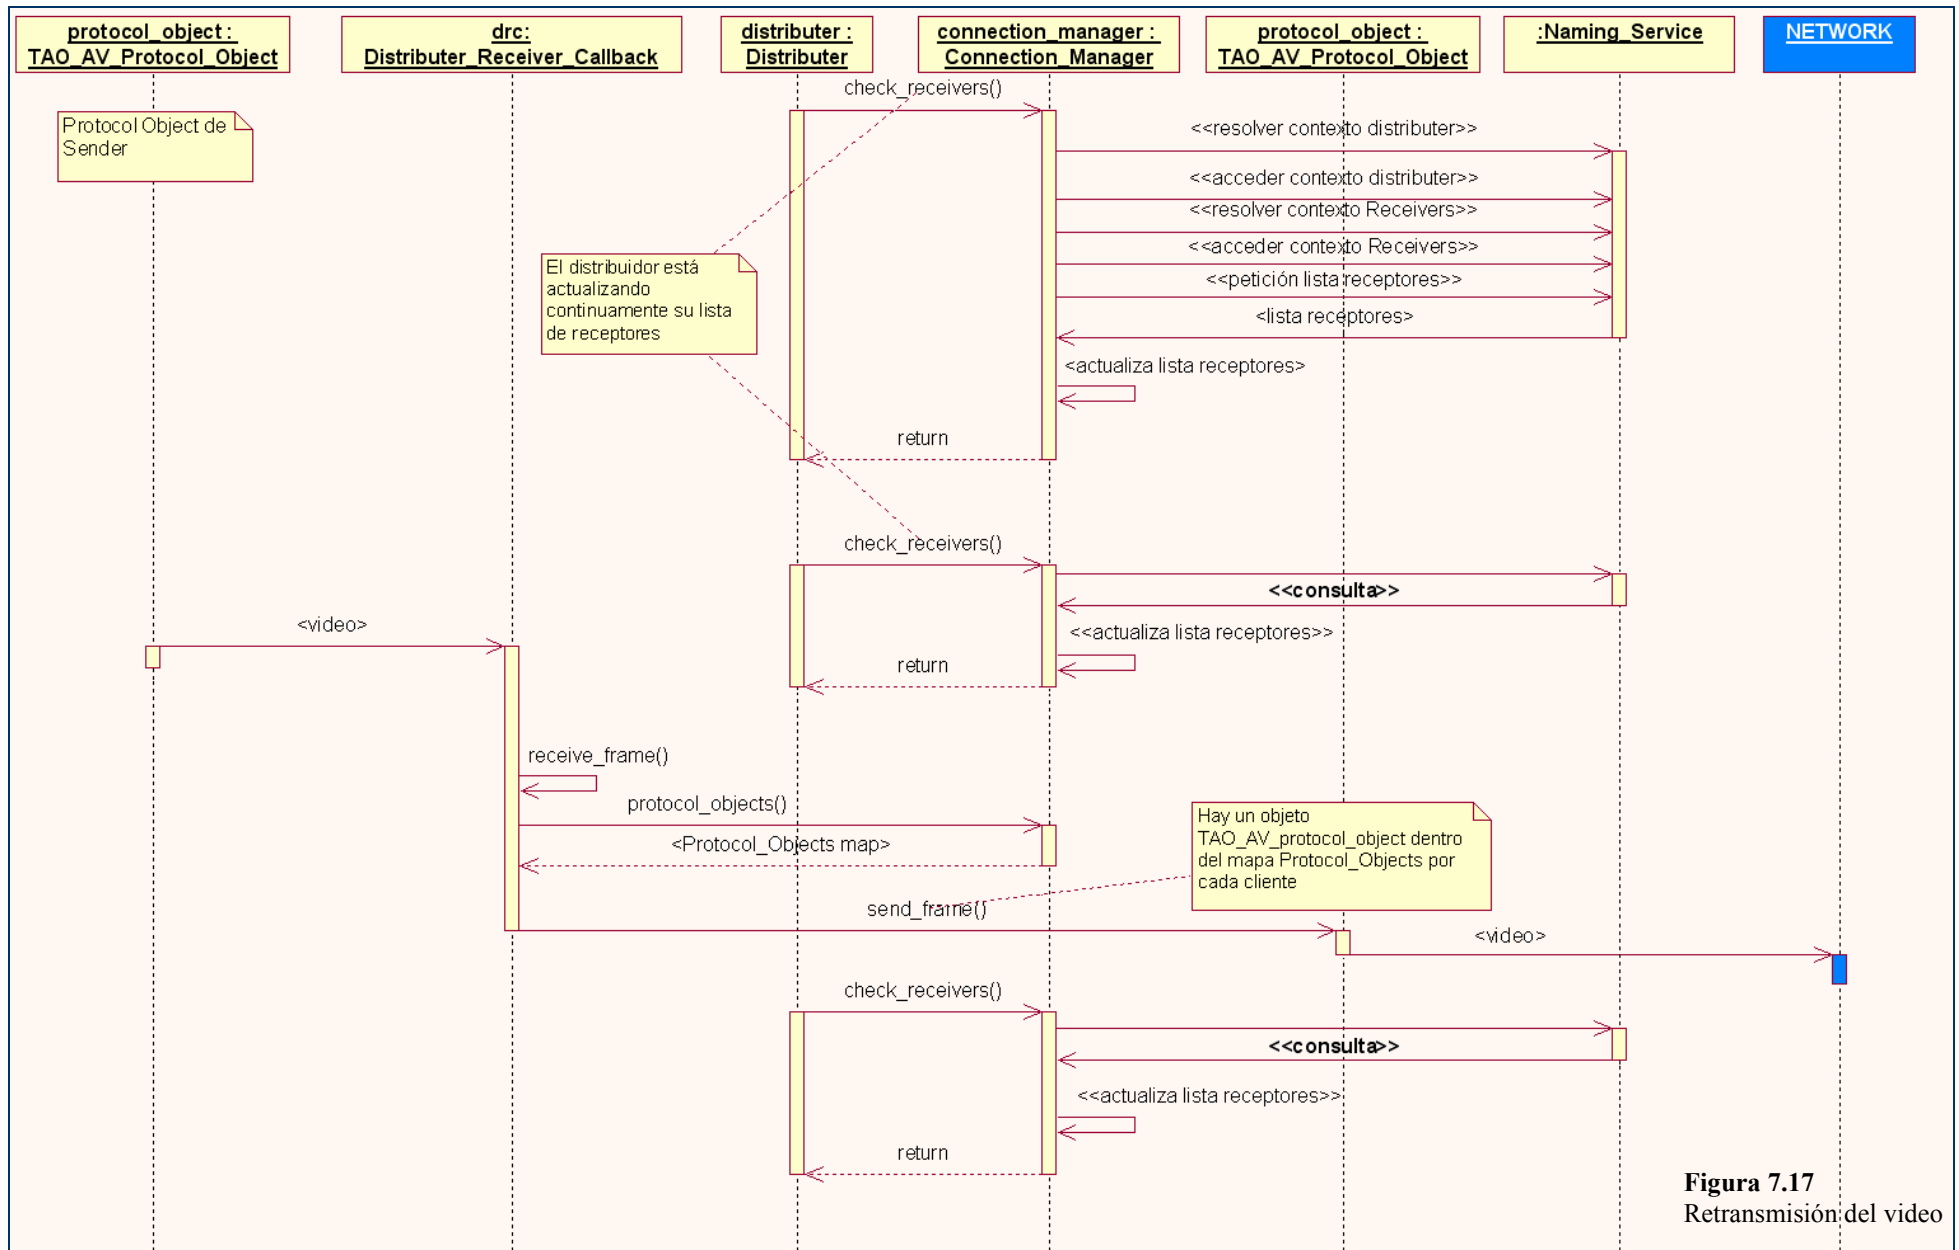 protocol_object :
TAO_AV_Protocol_Object
drc:
Distributer_Receiver_Callback
distributer :
Distributer
connection_manager :
Connection_Manager
protocol_object :
TAO_AV_Protocol_Object
:Naming_Service
NETWORK
check_receivers()
Protocol Object de
Sender
<<resolver contexto distributer>>
<<acceder contexto distributer>>
<<resolver contexto Receivers>>
<<acceder contexto Receivers>>
El distribuidor está
actualizando
continuamente su lista
de receptores
<<petición lista receptores>>
<lista receptores>
<actualiza lista receptores>
return
check_receivers()
<<consulta>>
<video>
<<actualiza lista receptores>>
return
receive_frame()
protocol_objects()
<Protocol_Objects map>
Hay un objeto
TAO_AV_protocol_object dentro
del mapa Protocol_Objects por
cada cliente
send_frame()
<video>
check_receivers()
<<consulta>>
<<actualiza lista receptores>>
return
Figura 7.17
Retransmisión del video